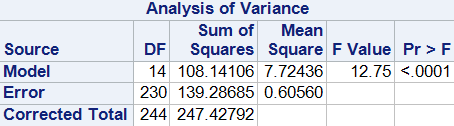 Analysis of Variance
Sum of Mean
Source DF Squares Square F Value Pr > F
Model 14 108.14106 7.72436 12.75 <.0001
Error 230 139.28685 0.60560
Corrected Total 244 247.42792